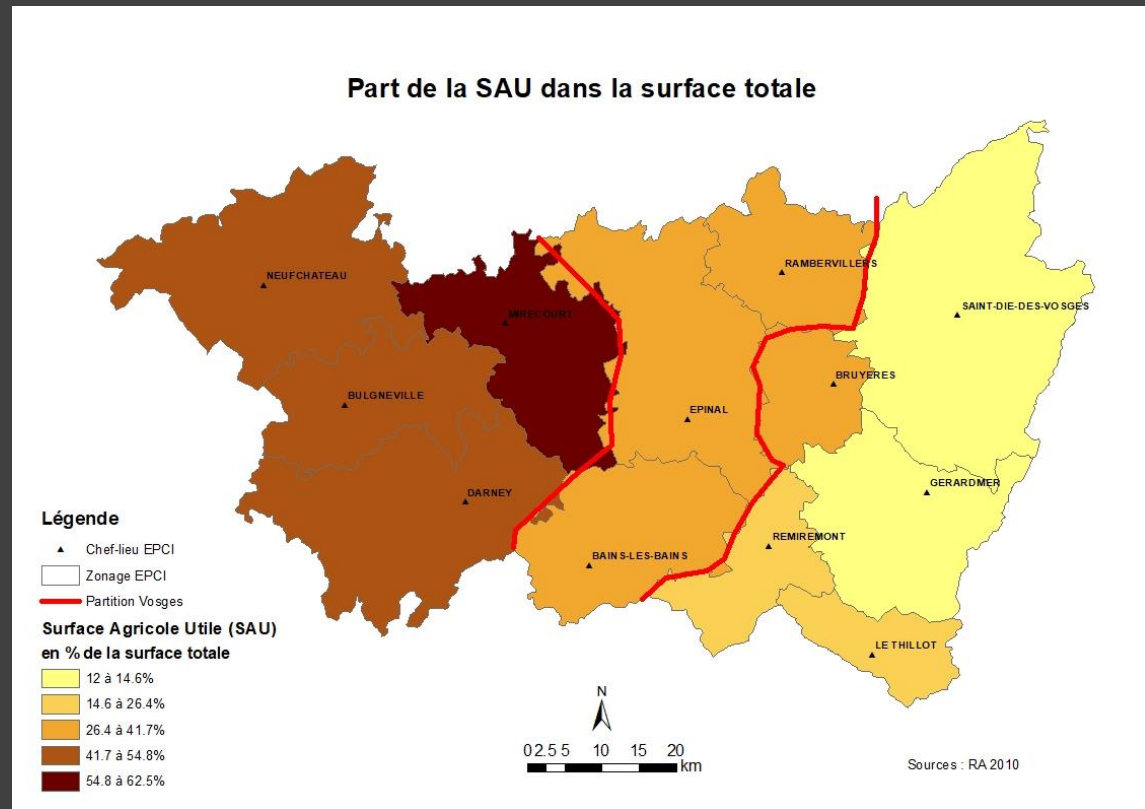 Part de la SAU dans la surface totale
NEUFCHATEAU
RAMBERVILLERS
MIRECOURT
SAINT-DIE-DES-VOSGES
BULGNEVILLE
BRUYERES
EPINAL
DARNEY
GERARDMER
REMIREMONT
BAINS-LES-BAINS
LE THILLOT
Légende
Chef-lieu EPCI
Zonage EPCI
Partition Vosges
Surface Agricole Utile (SAU)
en % de la surface totale
12 à 14.6%
14.6 à 26.4%
26.4 à 41.7%
41.7 à 54.8%
54.8 à 62.5%
N
0 2.5 5 10 15 20
km
Sources : RA 2010